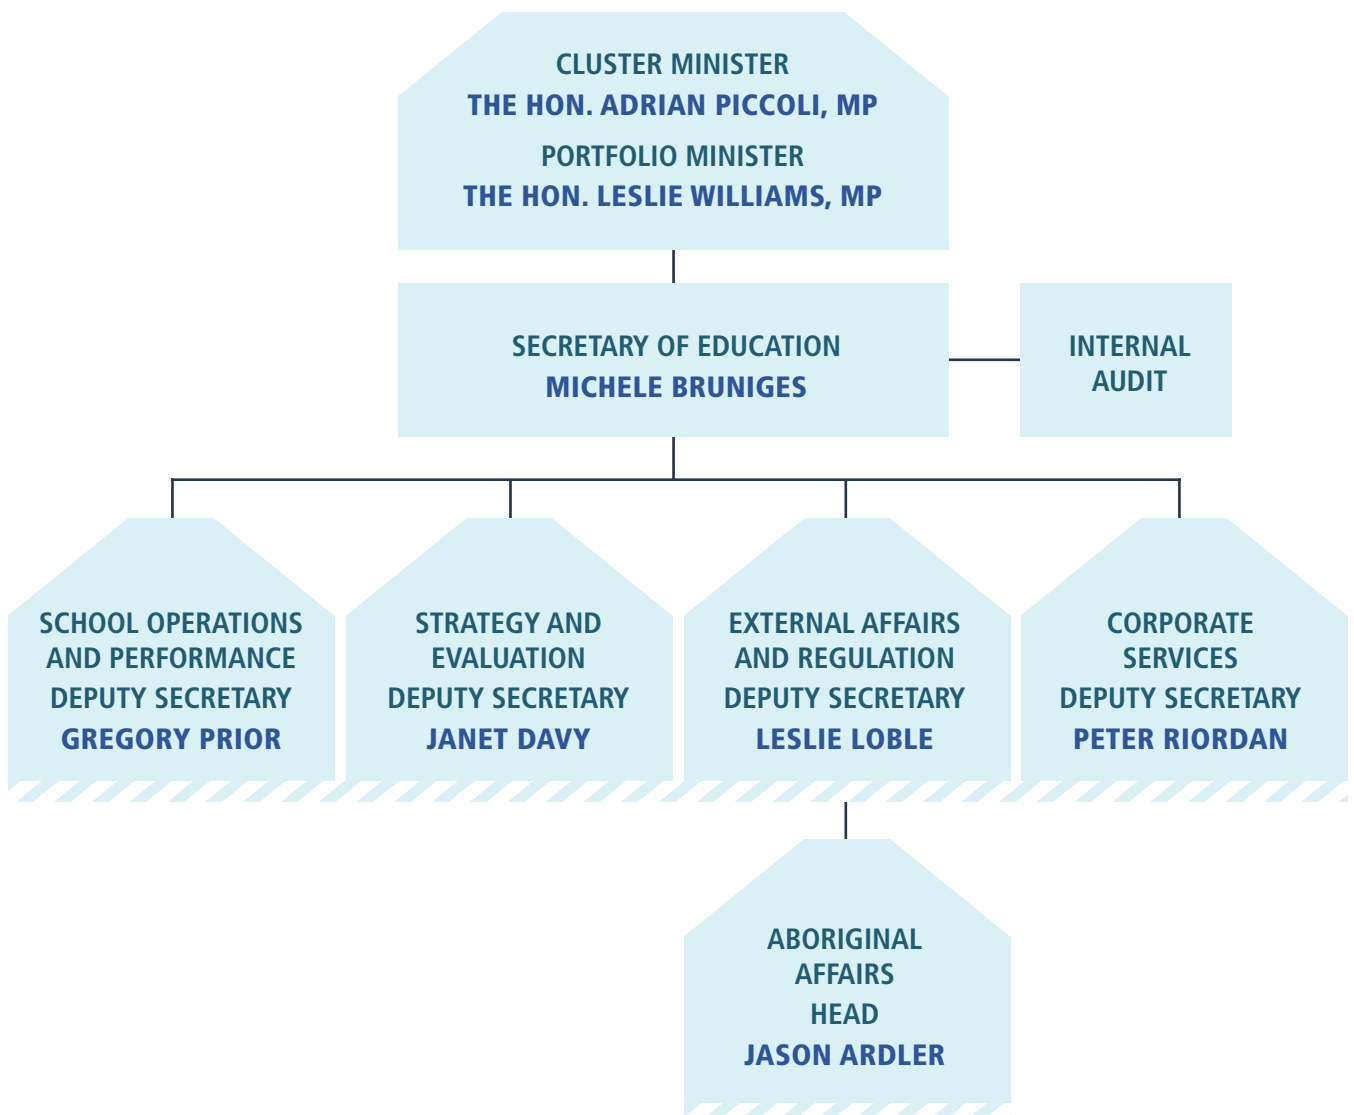 CLUSTER MINISTER
THE HON. ADRIAN PICCOLI, MP
PORTFOLIO MINISTER
THE HON. LESLIE WILLIAMS, MP
SECRETARY OF EDUCATION
MICHELE BRUNIGES
INTERNAL
AUDIT
SCHOOL OPERATIONS
AND PERFORMANCE
DEPUTY SECRETARY
GREGORY PRIOR
STRATEGY AND
EVALUATION
DEPUTY SECRETARY
JANET DAVY
EXTERNAL AFFAIRS
AND REGULATION
DEPUTY SECRETARY
LESLIE LOBLE
CORPORATE
SERVICES
DEPUTY SECRETARY
PETER RIORDAN
ABORIGINAL
AFFAIRS
HEAD
JASON ARDLER